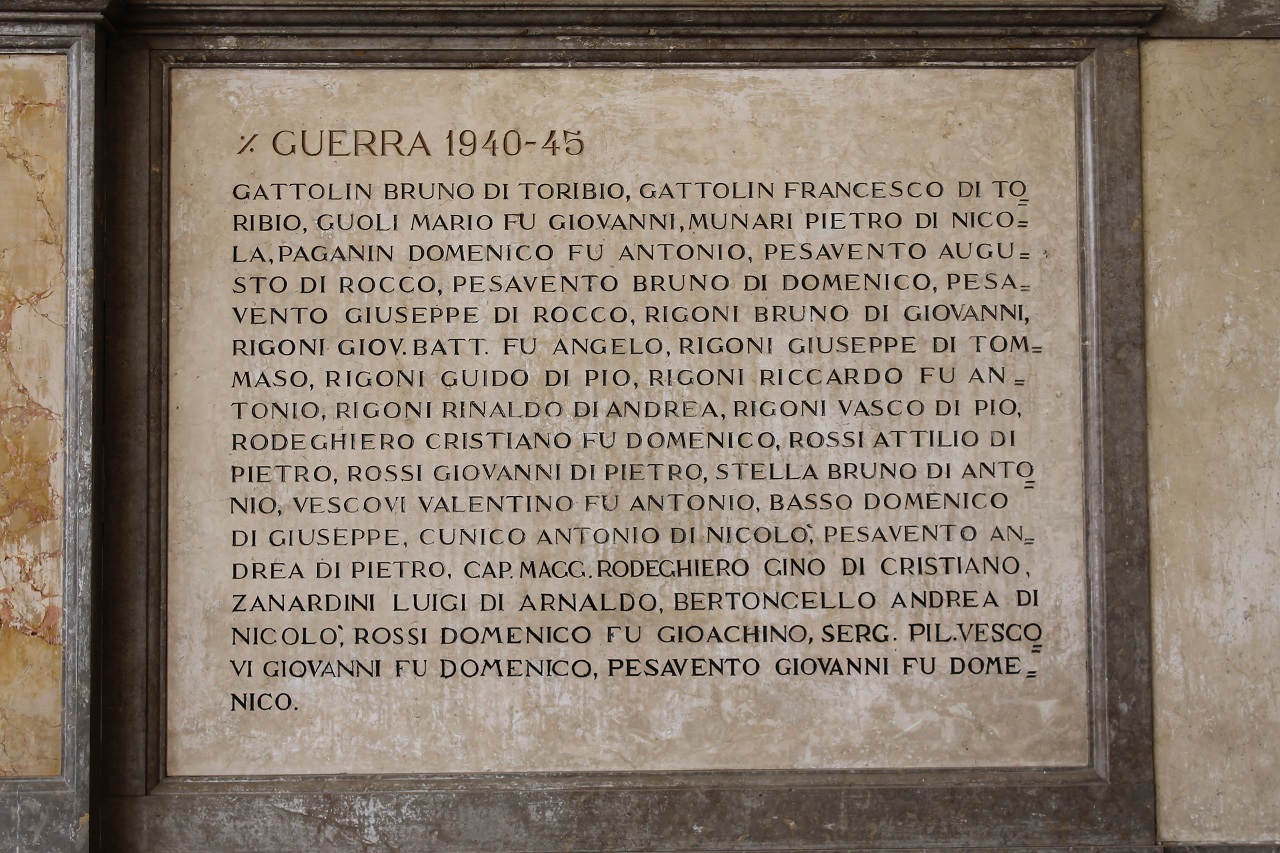 ⁒ GUERRA 1940-45
GATTOLIN BRUNO DI TORIBIO, GATTOLIN FRANCESCO DI TO=
RIBIO, GUOLI MARIO FU GIOVANNI, MUNARI PIETRO DI NICO=
LA, PAGANIN DOMENICO FU ANTONIO, PESAVENTO AUGU=
STO DI ROCCO, PESAVENTO BRUNO DI DOMENICO, PESA=
VENTO GIUSEPPE DI ROCCO, RIGONI BRUNO DI GIOVANNI,
RIGONI GIOV. BATT. FU ANGELO, RIGONI GIUSEPPE DI TOM=
MASO, RIGONI GUIDO DI PIO, RIGONI RICCARDO FU AN=
TONIO, RIGONI RINALDO DI ANDREA, RIGONI VASCO DI PIO,
RODEGHIERO CRISTIANO FU DOMENICO, ROSSI ATTILIO DI
PIETRO, ROSSI GIOVANNI DI PIETRO, STELLA BRUNO DI ANTO=
NIO, VESCOVI VALENTINO FU ANTONIO, BASSO DOMENICO
DI GIUSEPPE, CUNICO ANTONIO DI NICOLO', PESAVENTO AN=
DREA DI PIETRO, CAP. MAGG. RODEGHIERO GINO DI CRISTIANO,
ZANARDINI LUIGI DI ARNALDO, BERTONCELLO ANDREA DI
NICOLO', ROSSI DOMENICO FU GIOACHINO, SERG. PIL. VESCO=
VI GIOVANNI FU DOMENICO, PESAVENTO GIOVANNI FU DOME=
NICO.